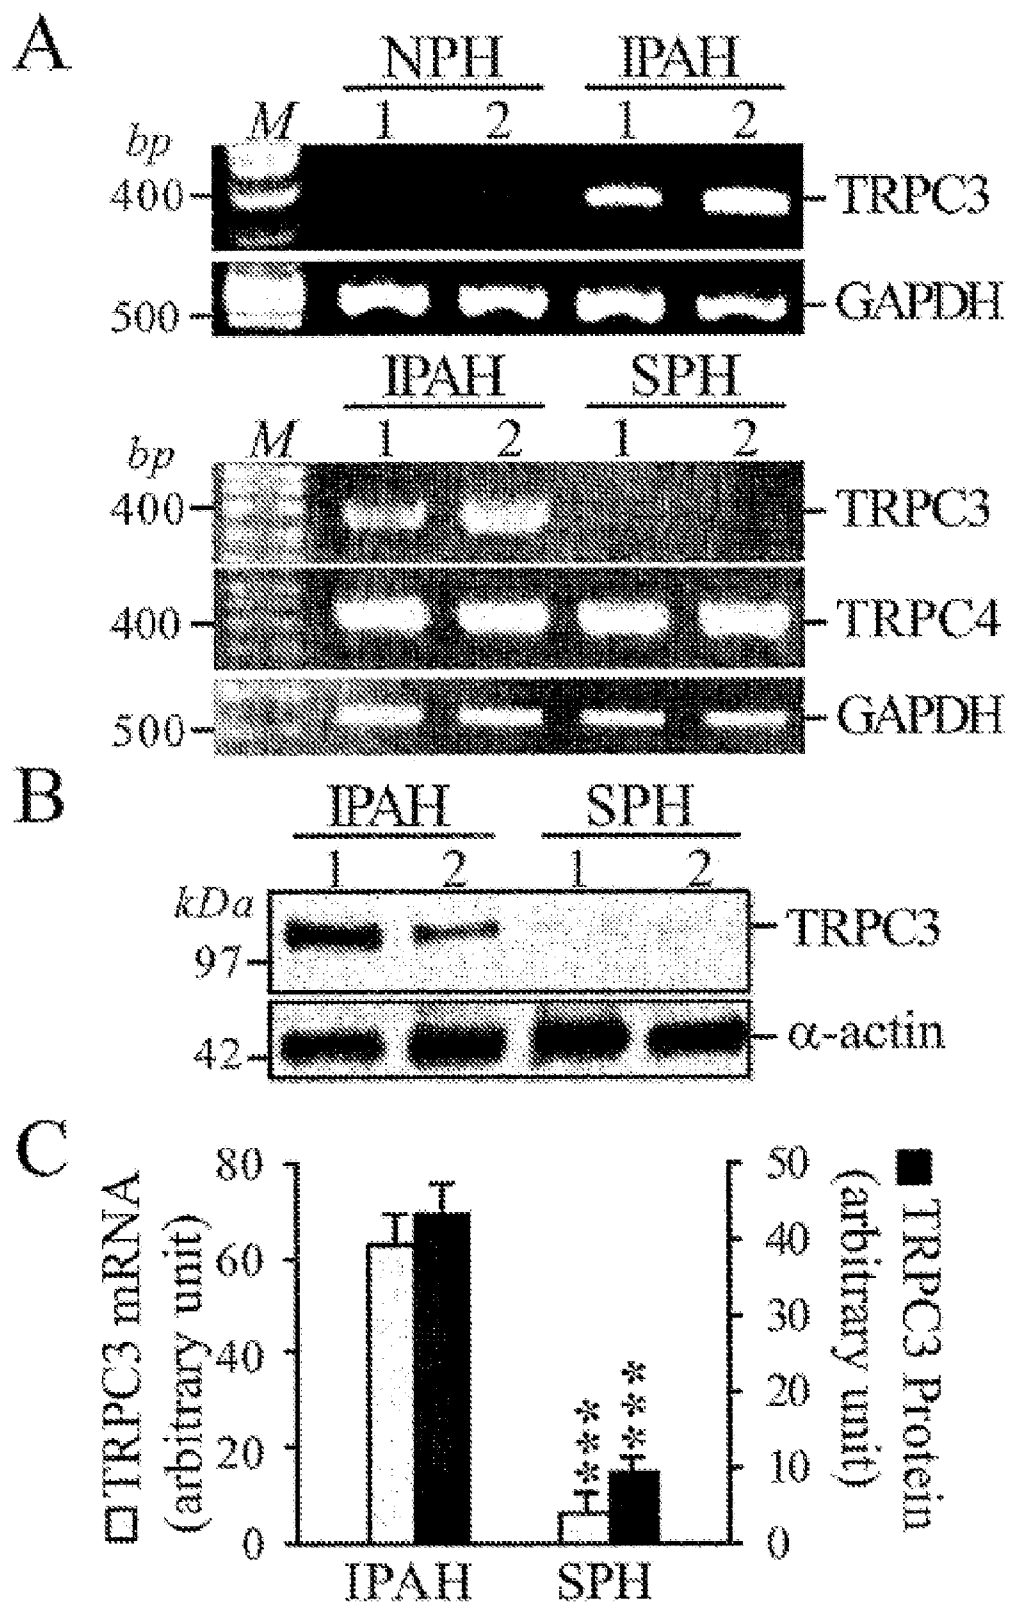 A
NPH IPAH
bp M 1 2 1 2
400 TRPC3
500 GAPDH
IPAH SPH
bp M 1 2 1 2
400 TRPC3
400 TRPC4
500 GAPDH
B
IPAH SPH
kDa 1 2 1 2
97 TRPC3
42 α-actin
C
TRPC3 mRNA
(arbitrary unit)
80
60
40
20
0
***
***
50
40
30
20
10
0
TRPC3 Protein
(arbitrary unit)
IPAH SPH